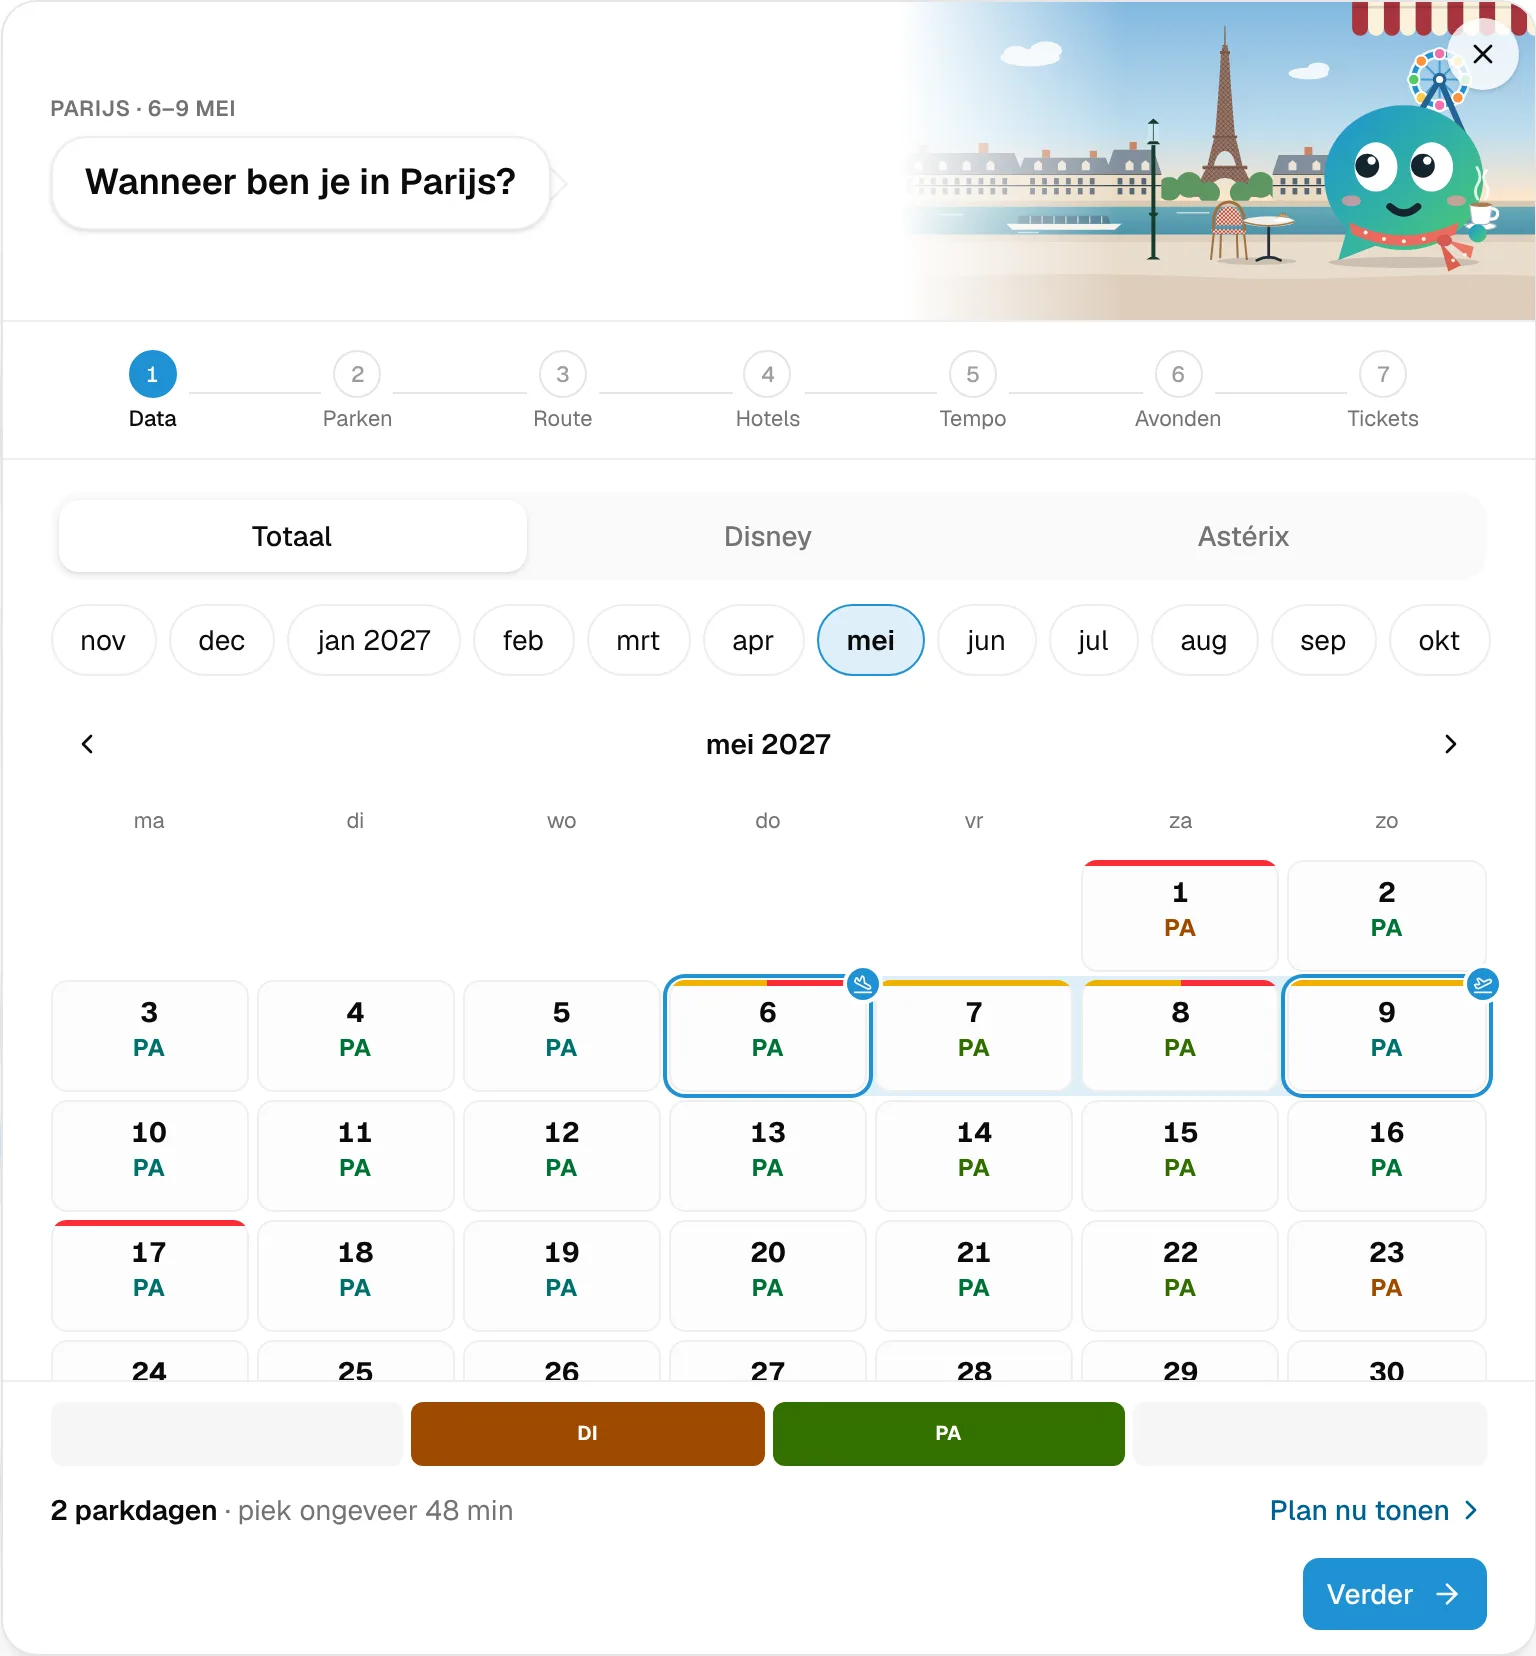 PARIJS · 6–9 MEI
Wanneer ben je in Parijs?
1 2 3 4 5 6 7
Data Parken Route Hotels Tempo Avonden Tickets
Totaal Disney Astérix
nov dec jan 2027 feb mrt apr mei jun jul aug sep okt
mei 2027
ma di wo do vr za zo
1 2
PA PA
3 4 5 6 7 8 9
PA PA PA PA PA PA PA
10 11 12 13 14 15 16
PA PA PA PA PA PA PA
17 18 19 20 21 22 23
PA PA PA PA PA PA PA
24 25 26 27 28 29 30
DI PA
2 parkdagen · piek ongeveer 48 min
Plan nu tonen
Verder